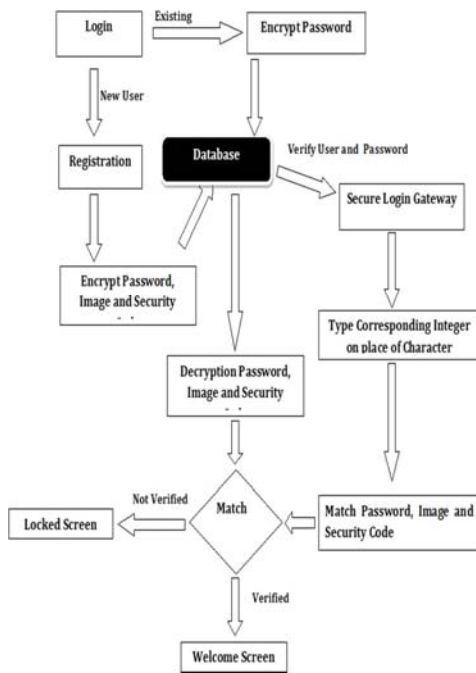 Login
Existing
Encrypt Password
New User
Registration
Database
Verify User and Password
Secure Login Gateway
Encrypt Password,
Image and Security
Type Corresponding Integer
on place of Character
Decryption Password,
Image and Security
Not Verified
Match
Locked Screen
Match Password, Image and
Security Code
Verified
Welcome Screen